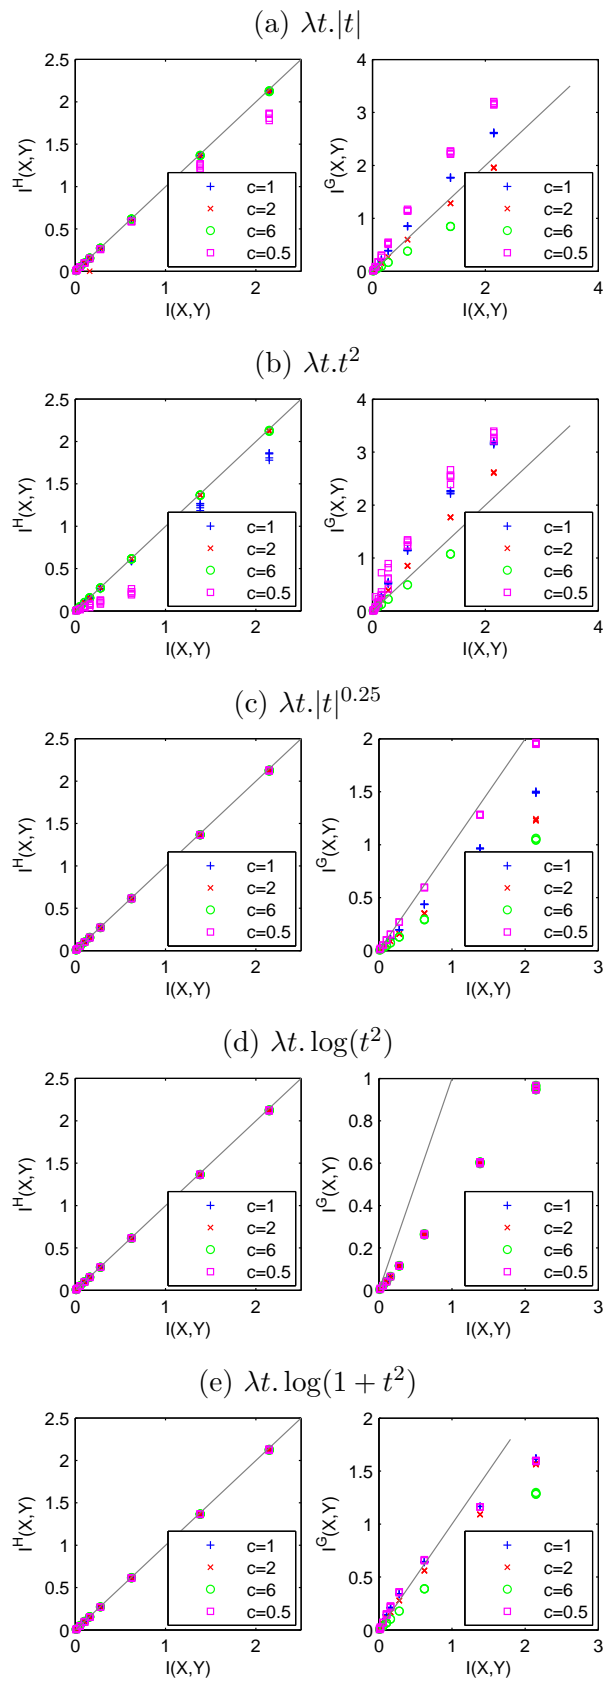 (a) λt.|t|
2.5
2
1.5
1
0.5
0
0 1 2
I^H(X,Y)
I(X,Y)
c=1
c=2
c=6
c=0.5
4
3
2
1
0
0 2 4
I^G(X,Y)
I(X,Y)
c=1
c=2
c=6
c=0.5
(b) λt.t²
2.5
2
1.5
1
0.5
0
0 1 2
I^H(X,Y)
I(X,Y)
c=1
c=2
c=6
c=0.5
4
3
2
1
0
0 2 4
I^G(X,Y)
I(X,Y)
c=1
c=2
c=6
c=0.5
(c) λt.|t|^0.25
2.5
2
1.5
1
0.5
0
0 1 2
I^H(X,Y)
I(X,Y)
c=1
c=2
c=6
c=0.5
2
1.5
1
0.5
0
0 1 2 3
I^G(X,Y)
I(X,Y)
c=1
c=2
c=6
c=0.5
(d) λt. log(t²)
2.5
2
1.5
1
0.5
0
0 1 2
I^H(X,Y)
I(X,Y)
c=1
c=2
c=6
c=0.5
1
0.8
0.6
0.4
0.2
0
0 1 2 3
I^G(X,Y)
I(X,Y)
c=1
c=2
c=6
c=0.5
(e) λt. log(1 + t²)
2.5
2
1.5
1
0.5
0
0 1 2
I^H(X,Y)
I(X,Y)
c=1
c=2
c=6
c=0.5
2
1.5
1
0.5
0
0 1 2 3
I^G(X,Y)
I(X,Y)
c=1
c=2
c=6
c=0.5